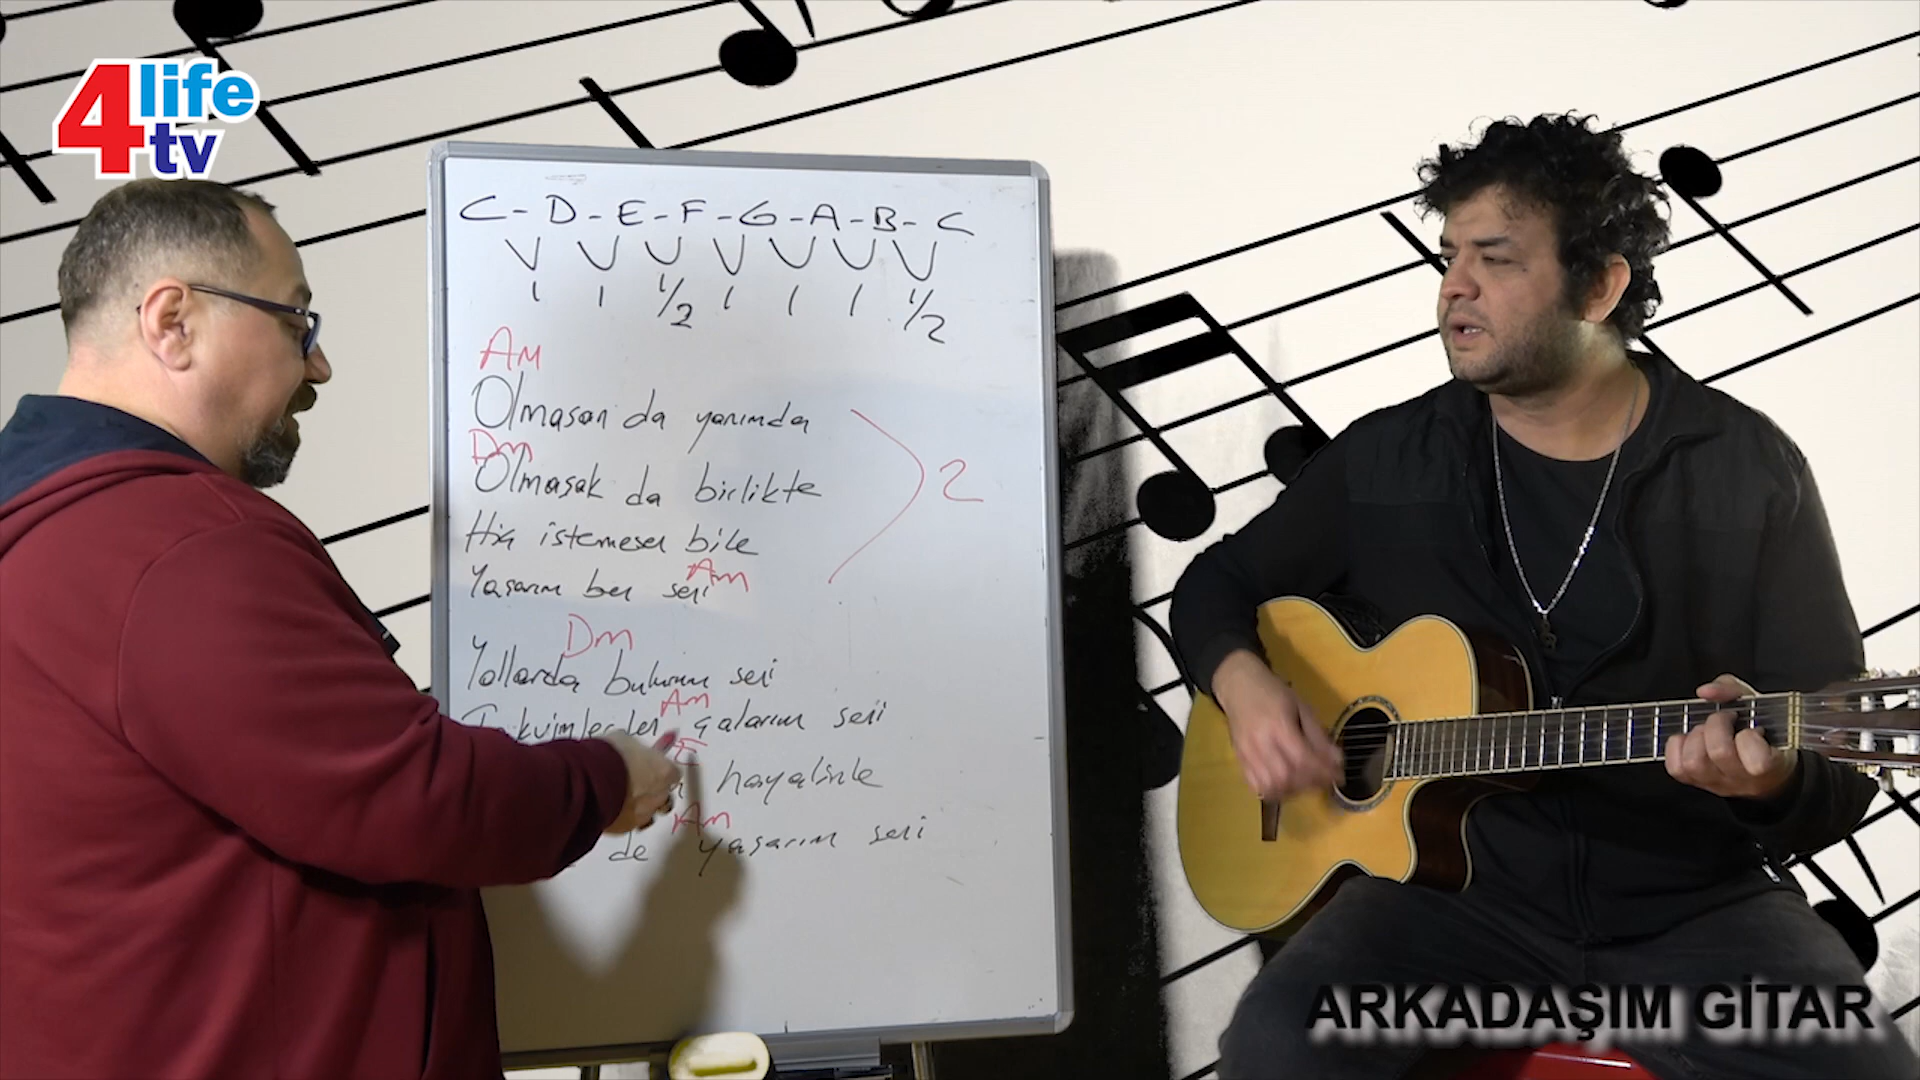 4life
tv
C - D - E - F - G - A - B - C
1 1 1/2 1 1 1 1/2
Am
Olmasan da yanımda
Dm
Olmasak da birlikte
2
Hiç istemesen bile
Am
Yaşarım ben seni
Dm
Yollarda bulurum seni
Am
çalarım seni
E
hayalinle
Am
de yaşarım seni
ARKADAŞIM GİTAR